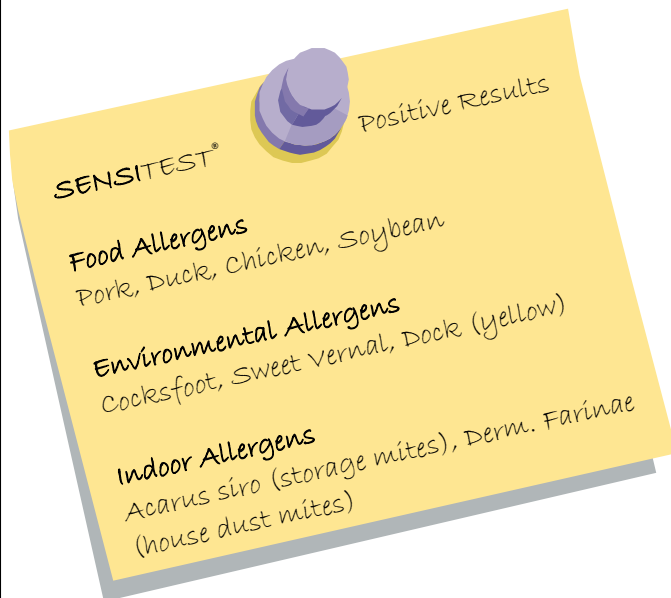 SENSITEST® Positive Results
Food Allergens
Pork, Duck, Chicken, Soybean
Environmental Allergens
Cocksfoot, Sweet Vernal, Dock (yellow)
Indoor Allergens
Acarus siro (storage mites), Derm. Farinae
(house dust mites)